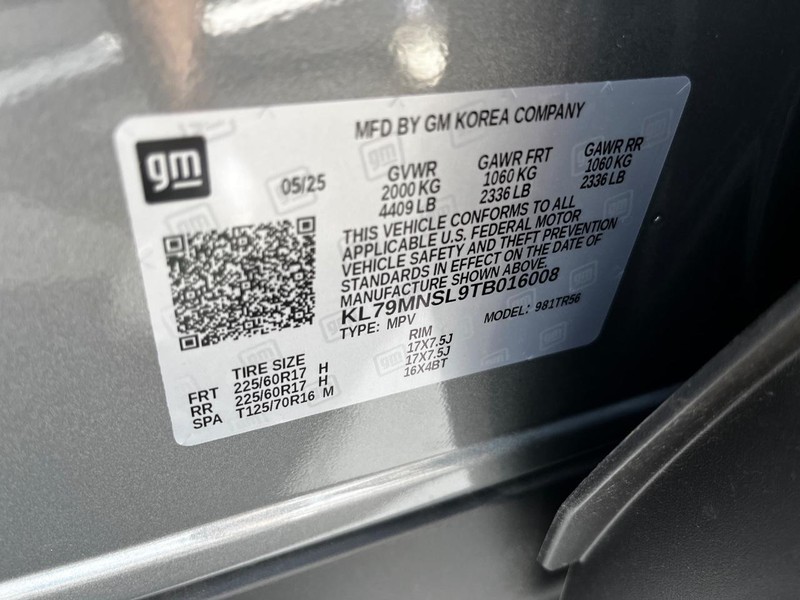 MFD BY GM KOREA COMPANY
gm
05/25
GVWR GAWR FRT GAWR RR
2000 KG 1060 KG 1060 KG
4409 LB 2336 LB 2336 LB
THIS VEHICLE CONFORMS TO ALL
APPLICABLE U.S. FEDERAL MOTOR
VEHICLE SAFETY AND THEFT PREVENTION
STANDARDS IN EFFECT ON THE DATE OF
MANUFACTURE SHOWN ABOVE.
KL79MNSL9TB016008
TYPE: MPV MODEL: 981TR56
TIRE SIZE RIM
FRT 225/60R17 H 17X7.5J
RR 225/60R17 H 17X7.5J
SPA T125/70R16 M 16X4BT